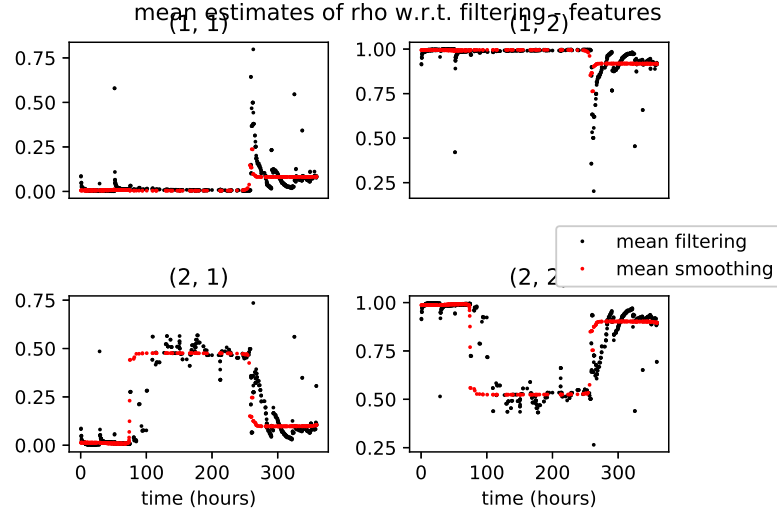 mean estimates of rho w.r.t. filtering - features
(1, 1)
(1, 2)
0.75
0.50
0.25
0.00
1.00
0.75
0.50
0.25
mean filtering
mean smoothing
(2, 1)
(2, 2
0.75
0.50
0.25
0.00
1.00
0.75
0.50
0.25
0 100 200 300
0 100 200 300
time (hours)
time (hours)